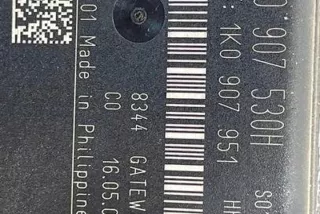 0 907 530H
: 1K0 907 951
8344 GATEW
C0
16.05.0
01 Made in Philippine